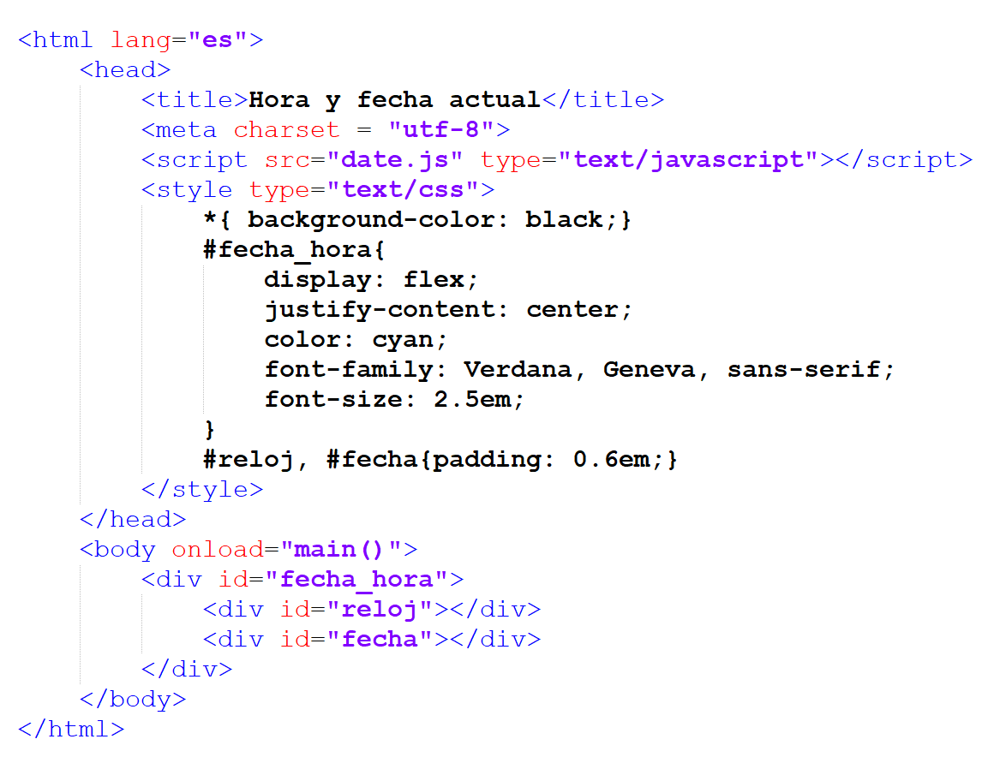 <html lang="es">
    <head>
        <title>Hora y fecha actual</title>
        <meta charset = "utf-8">
        <script src="date.js" type="text/javascript"></script>
        <style type="text/css">
            *{ background-color: black;}
            #fecha_hora{
                display: flex;
                justify-content: center;
                color: cyan;
                font-family: Verdana, Geneva, sans-serif;
                font-size: 2.5em;
            }
            #reloj, #fecha{padding: 0.6em;}
        </style>
    </head>
    <body onload="main()">
        <div id="fecha_hora">
            <div id="reloj"></div>
            <div id="fecha"></div>
        </div>
    </body>
</html>